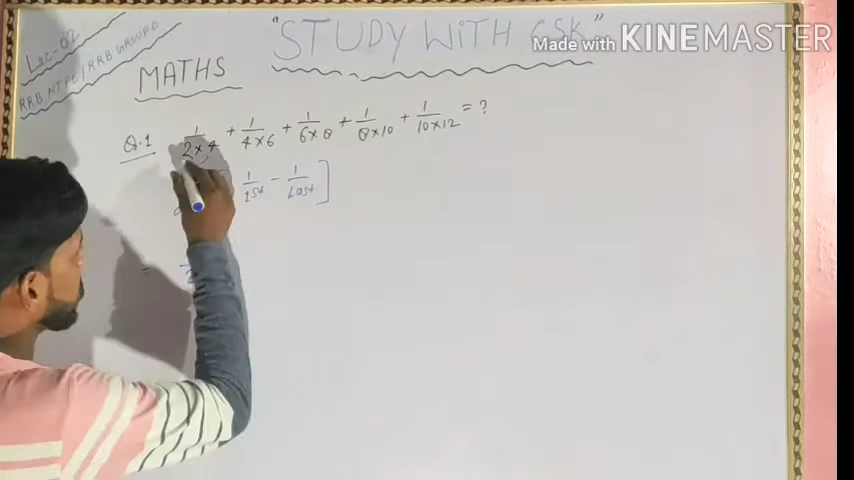 Made with KINEMASTER
Lec-02
RRB NTPC/RRB GROUP D
"STUDY WITH GSK"
MATHS
Q.1 1/2×4 + 1/4×6 + 1/6×8 + 1/8×10 + 1/10×12 = ?
1/1st - 1/Last ]
=